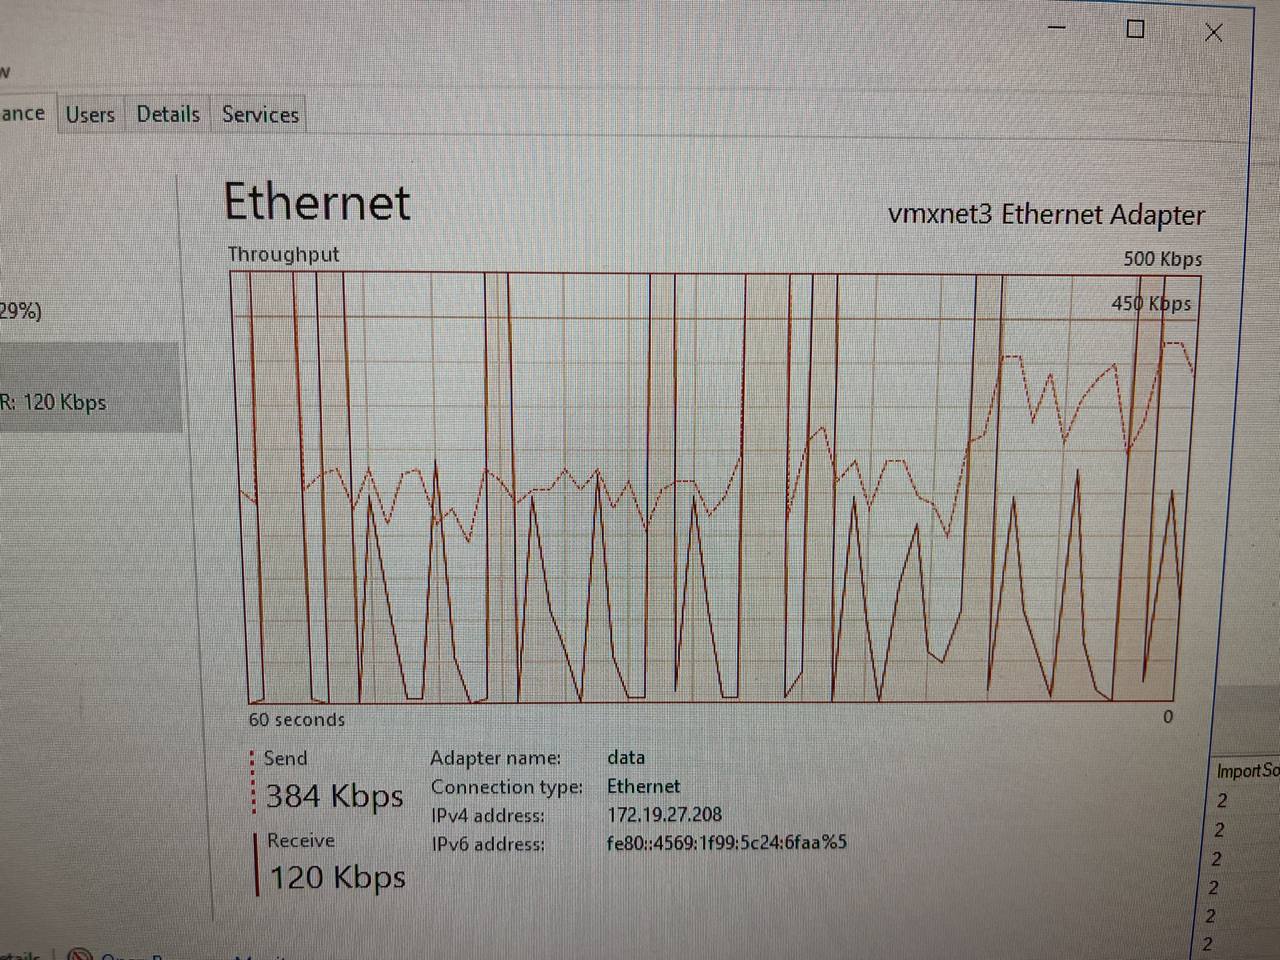 ance Users Details Services
Ethernet
vmxnet3 Ethernet Adapter
Throughput
500 Kbps
450 Kbps
29%)
R: 120 Kbps
60 seconds
0
Send
384 Kbps
Receive
120 Kbps
Adapter name: data
Connection type: Ethernet
IPv4 address: 172.19.27.208
IPv6 address: fe80::4569:1f99:5c24:6faa%5
ImportSo
2
2
2
2
2
2